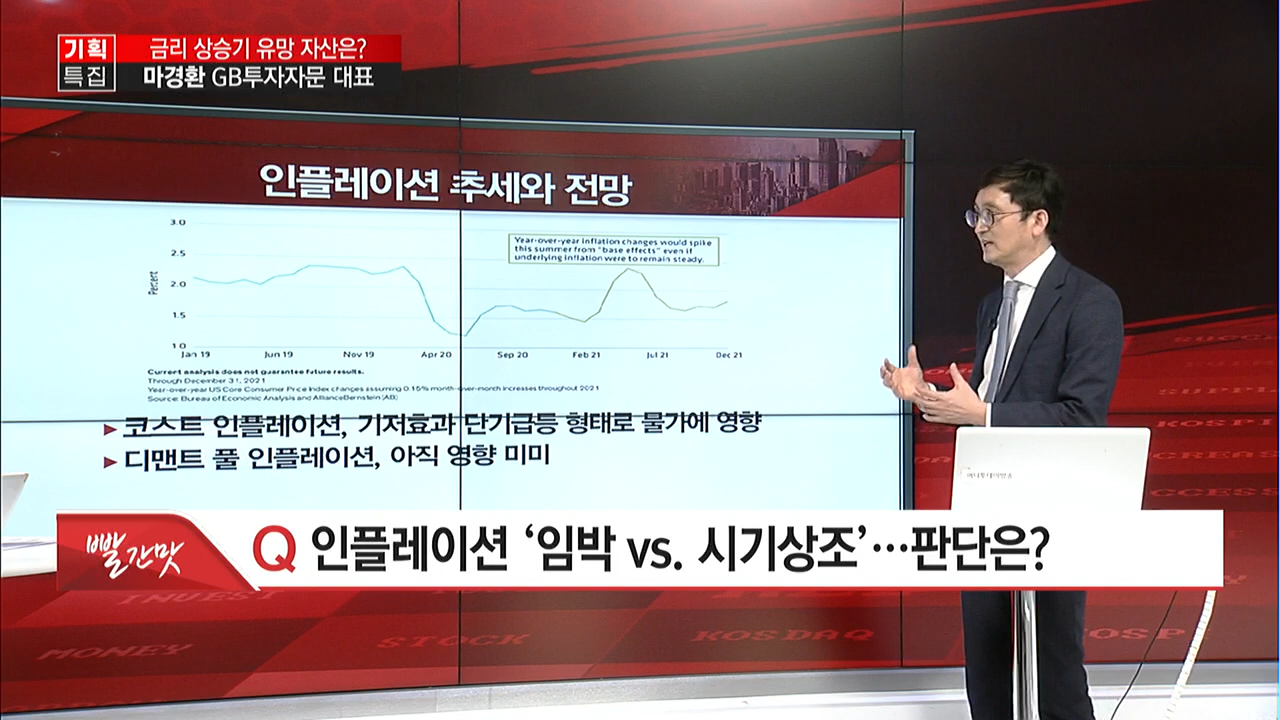 기획
특집
금리 상승기 유망 자산은?
마경환 GB투자자문 대표
인플레이션 추세와 전망
3.0
2.5
2.0
1.5
1.0
Percent
Year-over-year inflation changes would spike
this summer from "base effects" even if
underlying inflation were to remain steady.
Jan 19 Jun 19 Nov 19 Apr 20 Sep 20 Feb 21 Jul 21 Dec 21
Current analysis does not guarantee future results.
Through December 31, 2021
Year-over-year US Core Consumer Price Index changes assuming 0.15% month-over-month increases throughout 2021
Source: Bureau of Economic Analysis and AllianceBernstein (AB)
▶코스트 인플레이션, 기저효과 단기급등 형태로 물가에 영향
▶디맨트 풀 인플레이션, 아직 영향 미미
머니투데이방송
빨간맛
Q 인플레이션 ‘임박 vs. 시기상조’…판단은?
INVEST
MONEY
STOCK
KOSDAQ
KOSPI